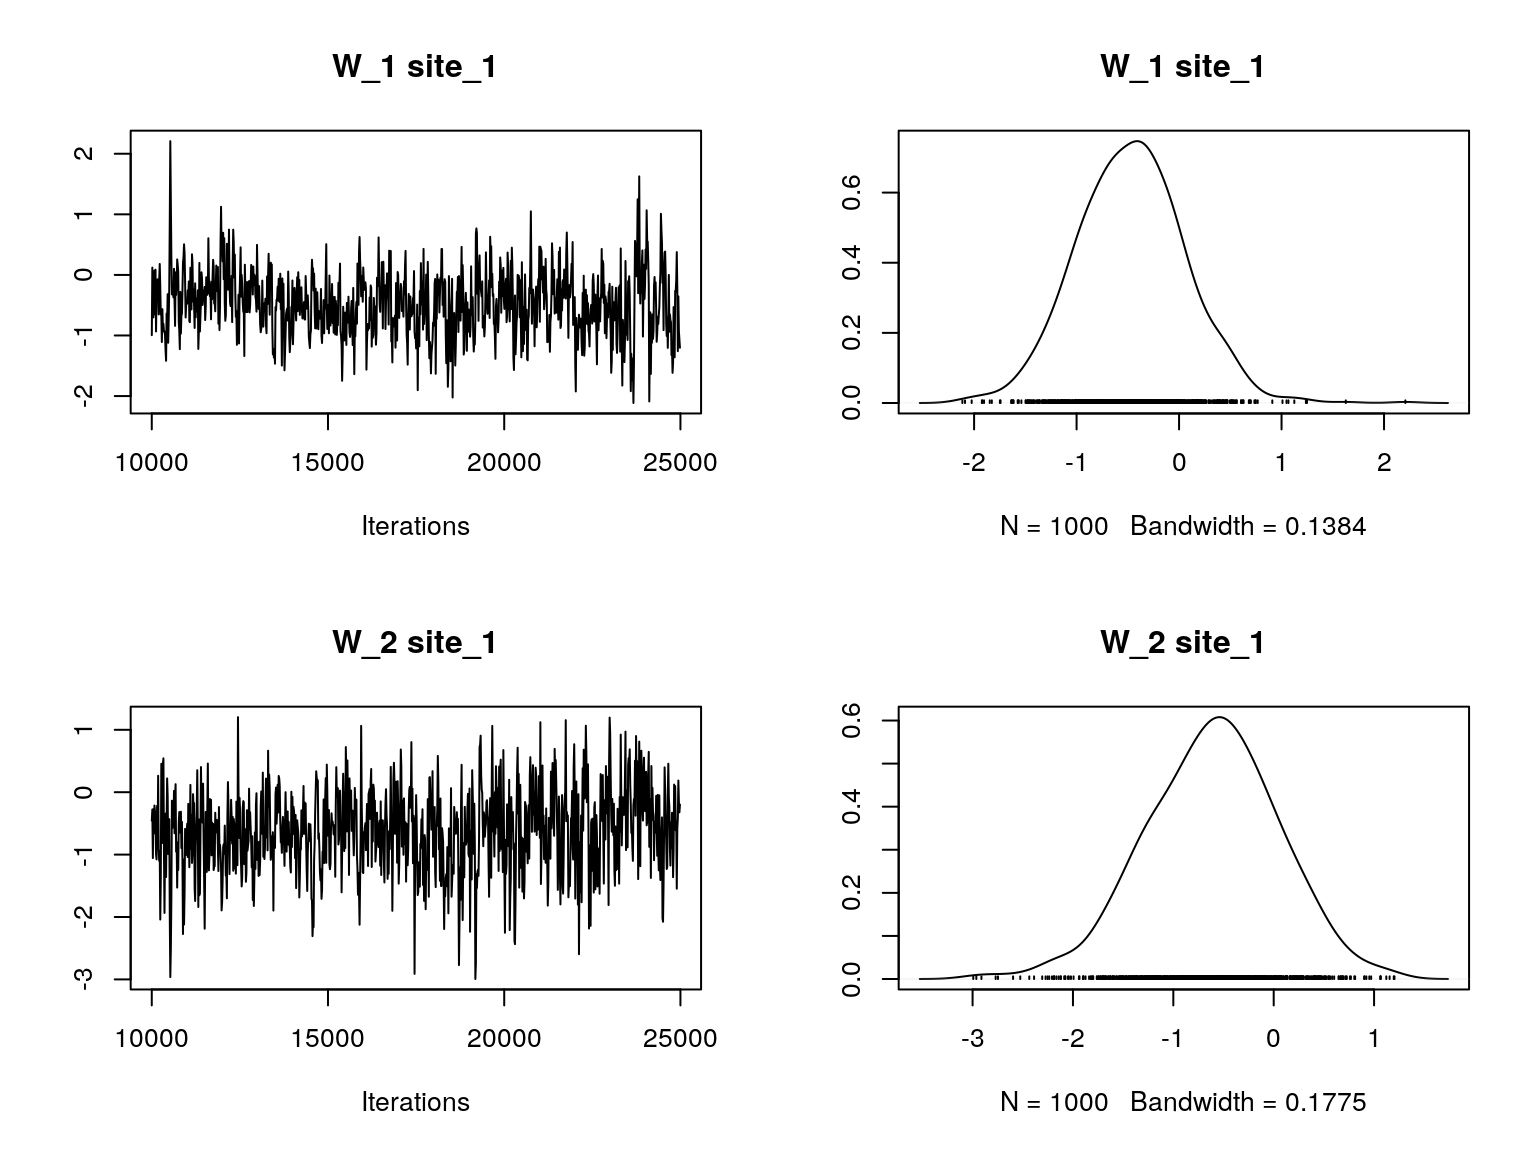 W_1 site_1
2
1
0
-1
-2
10000 15000 20000 25000
Iterations
W_1 site_1
0.6
0.4
0.2
0.0
-2 -1 0 1 2
N = 1000 Bandwidth = 0.1384
W_2 site_1
1
0
-1
-2
-3
10000 15000 20000 25000
Iterations
W_2 site_1
0.6
0.4
0.2
0.0
-3 -2 -1 0 1
N = 1000 Bandwidth = 0.1775